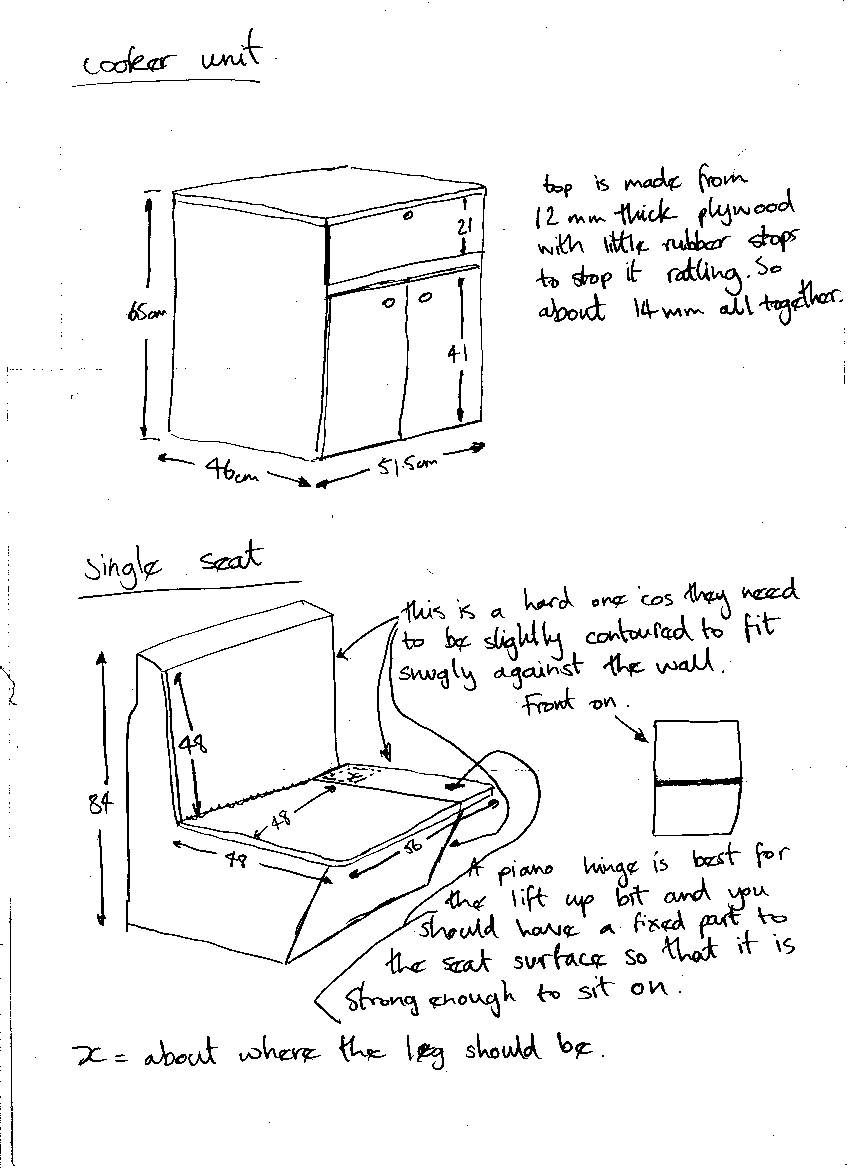 cooker unit
top is made from
12 mm thick plywood
with little rubber stops
to stop it ratling. So
about 14 mm all together.
21
65cm
41
46cm
51.5cm
single seat
this is a hard one 'cos they need
to be slightly contoured to fit
snugly against the wall.
front on.
48
84
x
48
48
56
A piano hinge is best for
the lift up bit and you
should have a fixed part to
the seat surface so that it is
strong enough to sit on.
x = about where the leg should be.